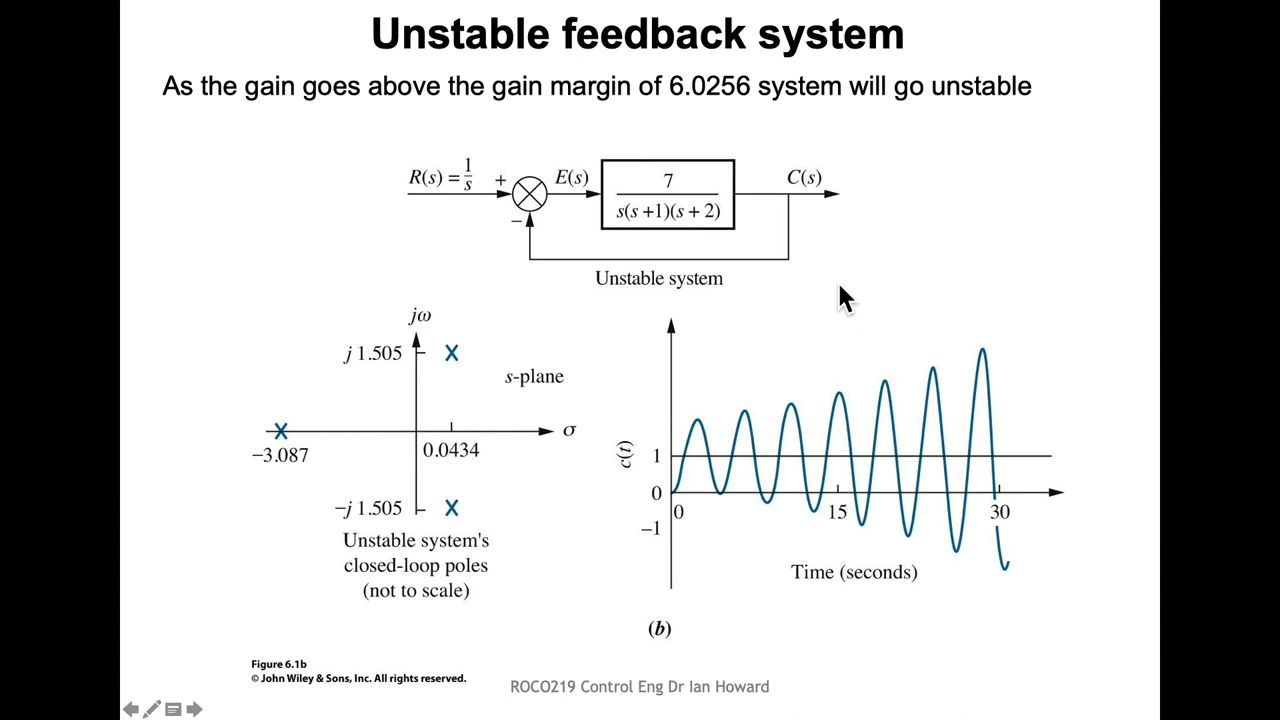 Unstable feedback system
As the gain goes above the gain margin of 6.0256 system will go unstable
R(s) = 1/s
+
E(s)
7
s(s +1)(s + 2)
C(s)
−
Unstable system
jω
j 1.505
s-plane
σ
−3.087
0.0434
−j 1.505
Unstable system's
closed-loop poles
(not to scale)
c(t)
1
0
0
15
30
−1
Time (seconds)
(b)
Figure 6.1b
© John Wiley & Sons, Inc. All rights reserved.
ROCO219 Control Eng Dr Ian Howard